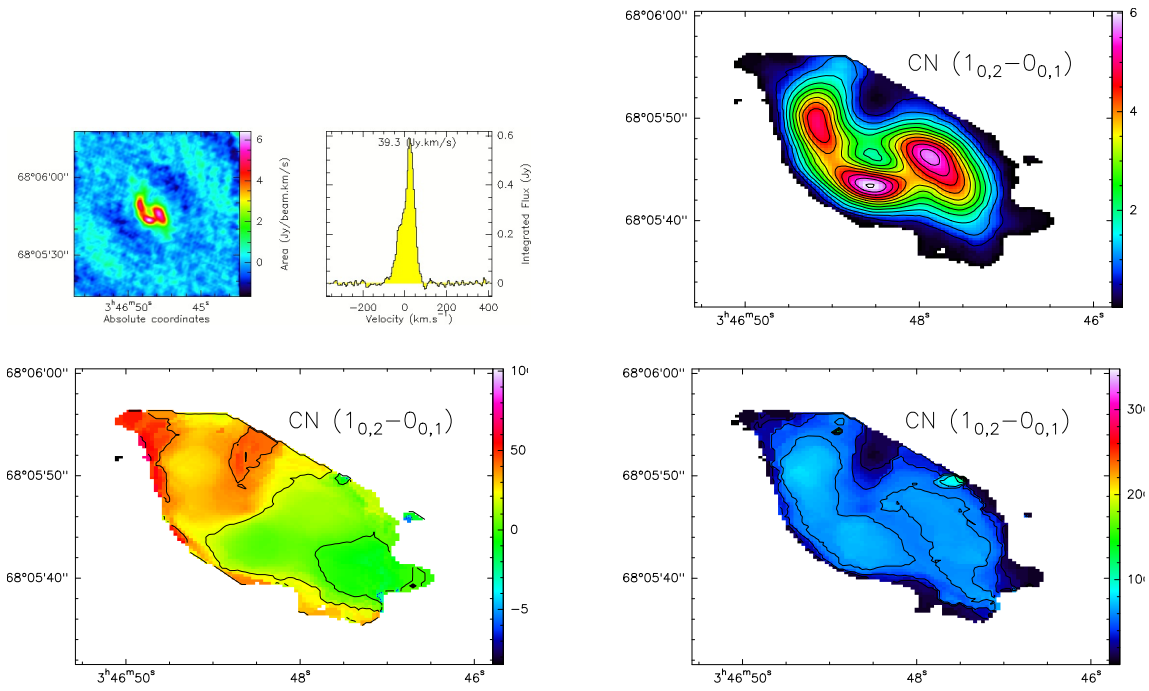 68°06'00''
68°05'30''
3ʰ46ᵐ50ˢ 45ˢ
Absolute coordinates
6
4
2
0
Area (Jy/beam.km/s)
39.3 (Jy.km/s)
−200 0 200 400
Velocity (km.s⁻¹)
0.6
0.4
0.2
0
Integrated Flux (Jy)
CN (1₀,₂−0₀,₁)
68°06'00''
68°05'50''
68°05'40''
3ʰ46ᵐ50ˢ 48ˢ 46ˢ
6
4
2
CN (1₀,₂−0₀,₁)
68°06'00''
68°05'50''
68°05'40''
3ʰ46ᵐ50ˢ 48ˢ 46ˢ
50
0
CN (1₀,₂−0₀,₁)
68°06'00''
68°05'50''
68°05'40''
3ʰ46ᵐ50ˢ 48ˢ 46ˢ